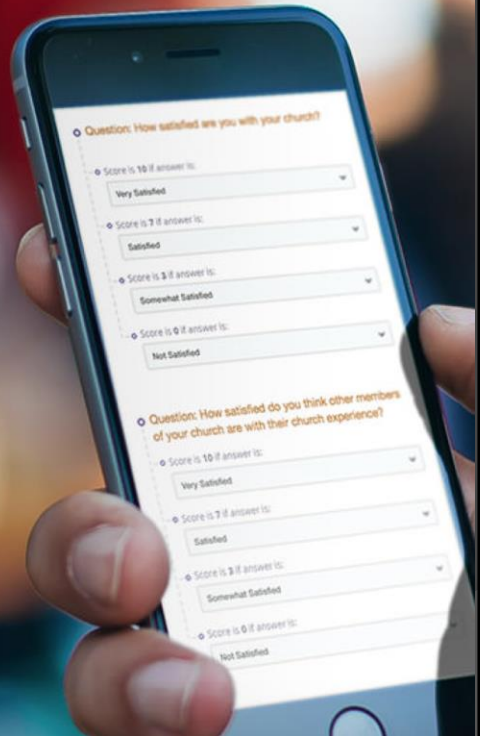 Question: How satisfied are you with your church?
Score is 10 if answer is:
Very Satisfied
Score is 7 if answer is:
Satisfied
Score is 3 if answer is:
Somewhat Satisfied
Score is 0 if answer is:
Not Satisfied
Question: How satisfied do you think other members
of your church are with their church experience?
Score is 10 if answer is:
Very Satisfied
Score is 7 if answer is:
Satisfied
Score is 3 if answer is:
Somewhat Satisfied
Score is 0 if answer is:
Not Satisfied